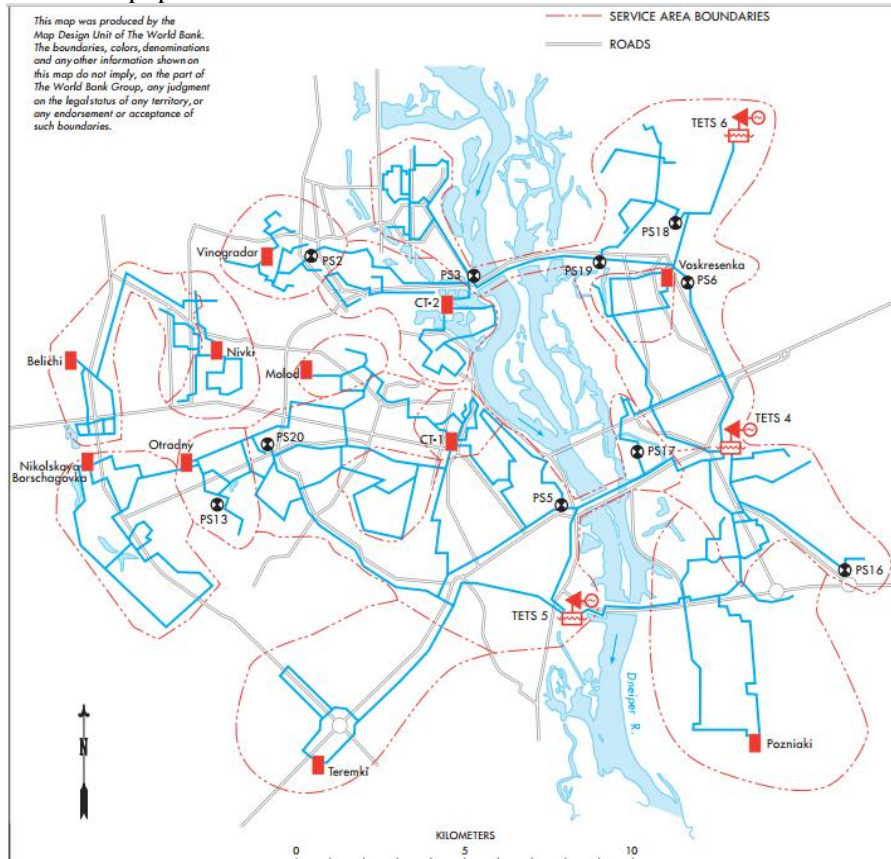 This map was produced by the
Map Design Unit of The World Bank.
The boundaries, colors, denominations
and any other information shown on
this map do not imply, on the part of
The World Bank Group, any judgment
on the legal status of any territory, or
any endorsement or acceptance of
such boundaries.
SERVICE AREA BOUNDARIES
ROADS
TETS 6
PS18
Vinogradar
PS2
PS3
PS19
Voskresenka
PS6
CT-2
Belichi
Nivki
Molod
TETS 4
Otradny
PS20
CT-1
PS17
Nikolskaya
Borschagovka
PS13
PS5
PS16
TETS 5
Dneiper R.
N
Pozniaki
Teremki
KILOMETERS
0 5 10